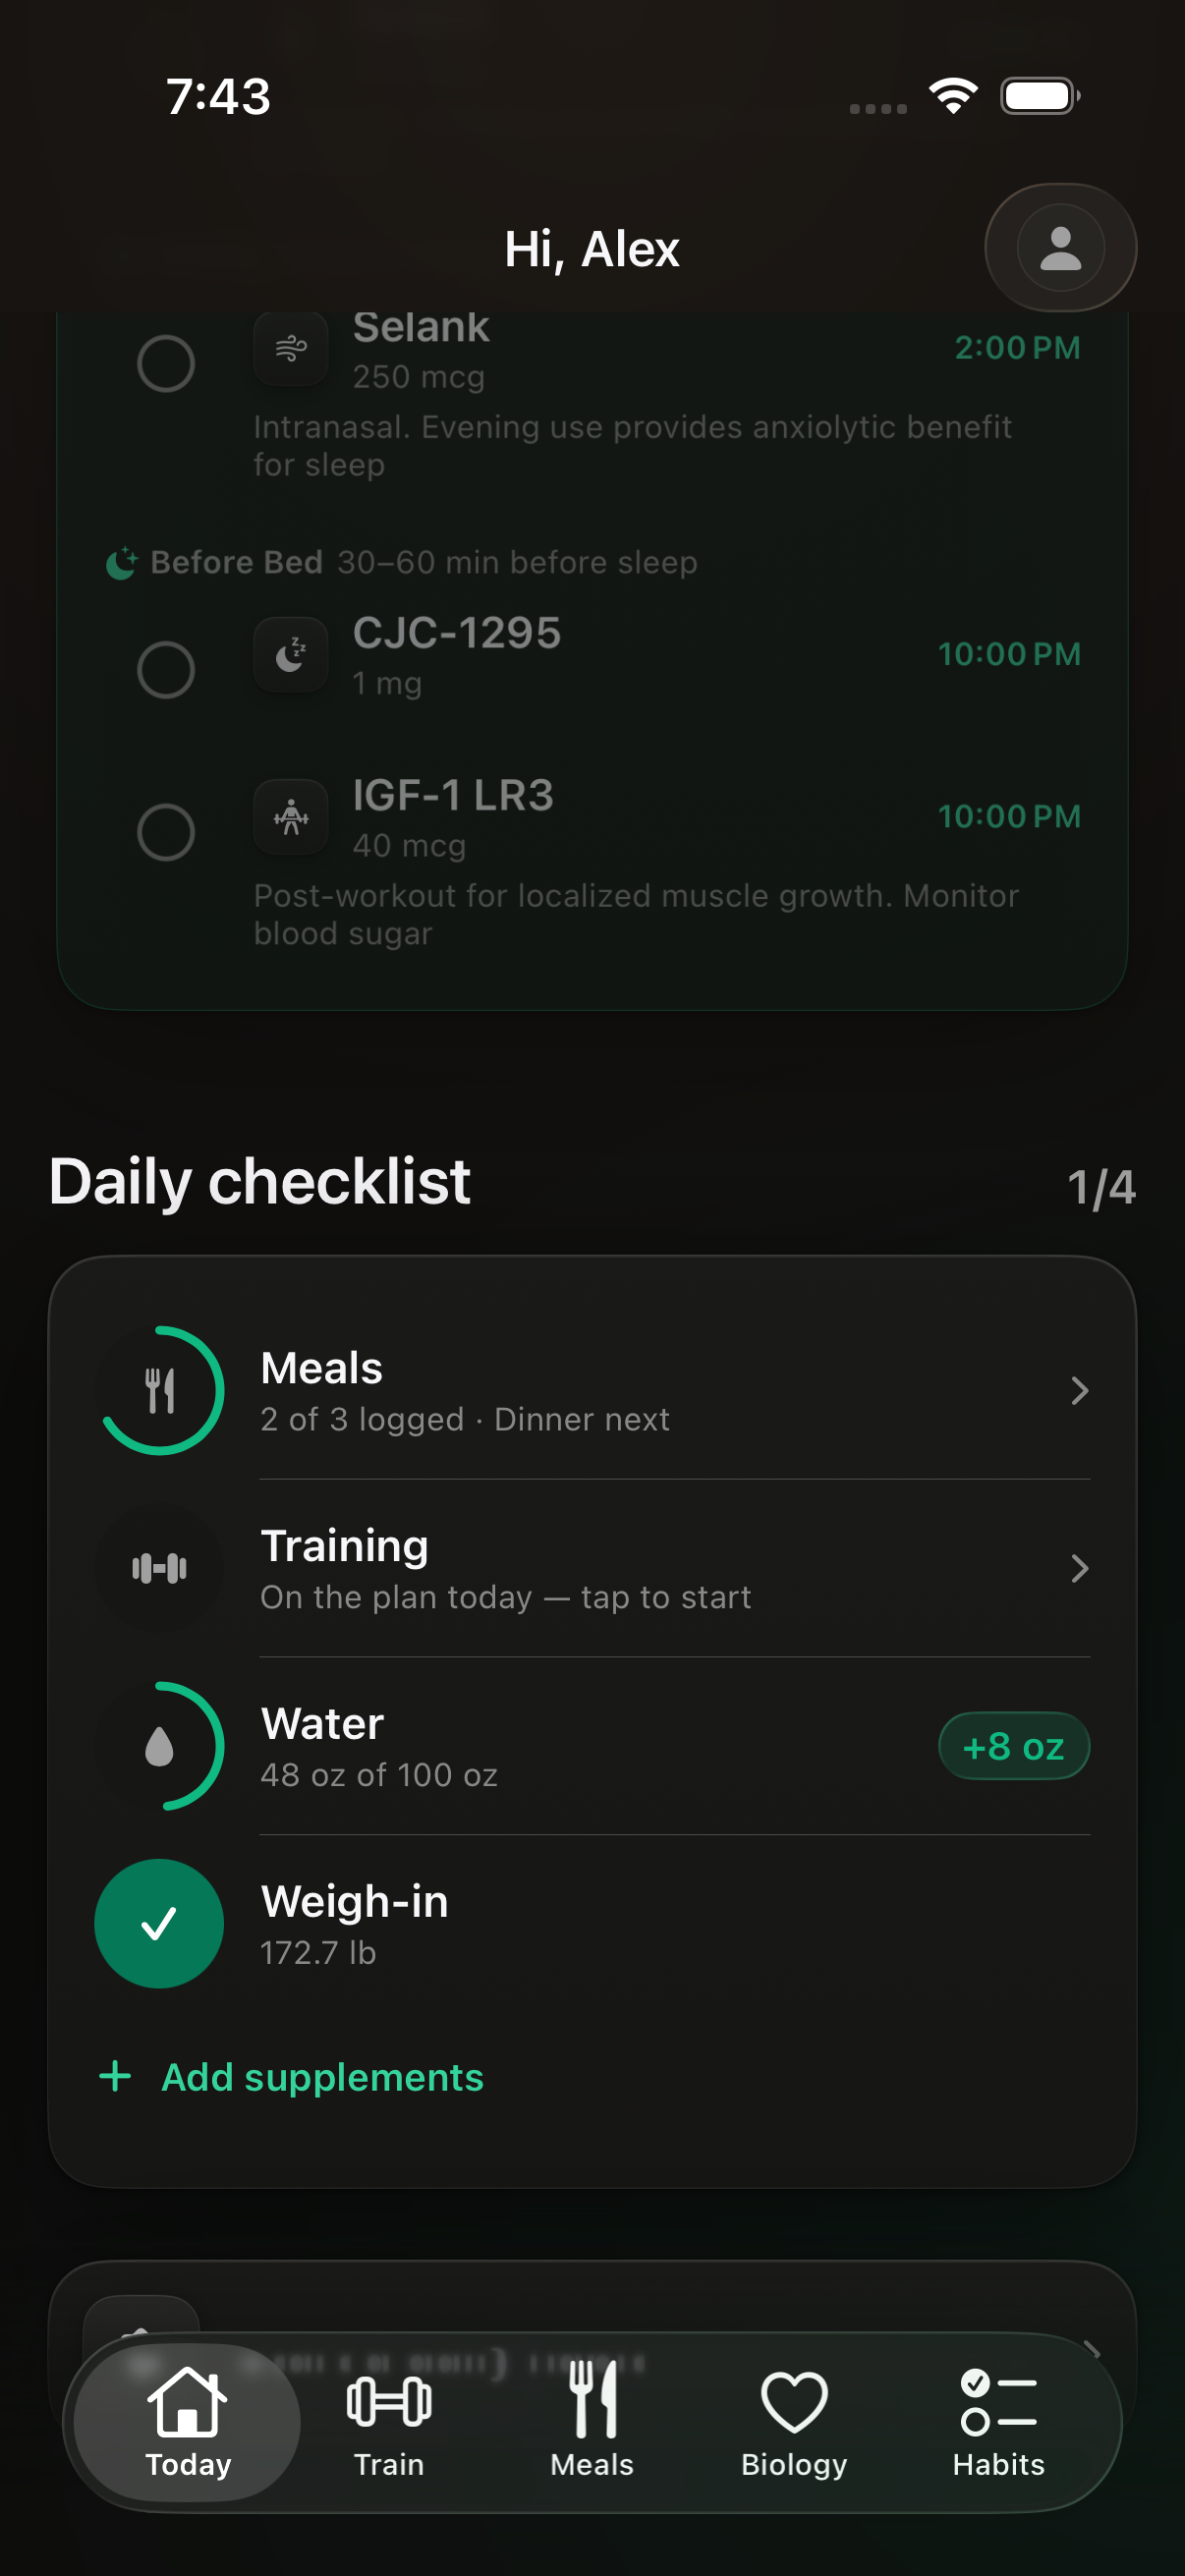 7:43
Hi, Alex
Selank
2:00 PM
250 mcg
Intranasal. Evening use provides anxiolytic benefit
for sleep
Before Bed 30–60 min before sleep
CJC-1295
10:00 PM
1 mg
IGF-1 LR3
10:00 PM
40 mcg
Post-workout for localized muscle growth. Monitor
blood sugar
Daily checklist
1/4
Meals
2 of 3 logged · Dinner next
Training
On the plan today — tap to start
Water
48 oz of 100 oz
+8 oz
Weigh-in
172.7 lb
+ Add supplements
Today
Train
Meals
Biology
Habits